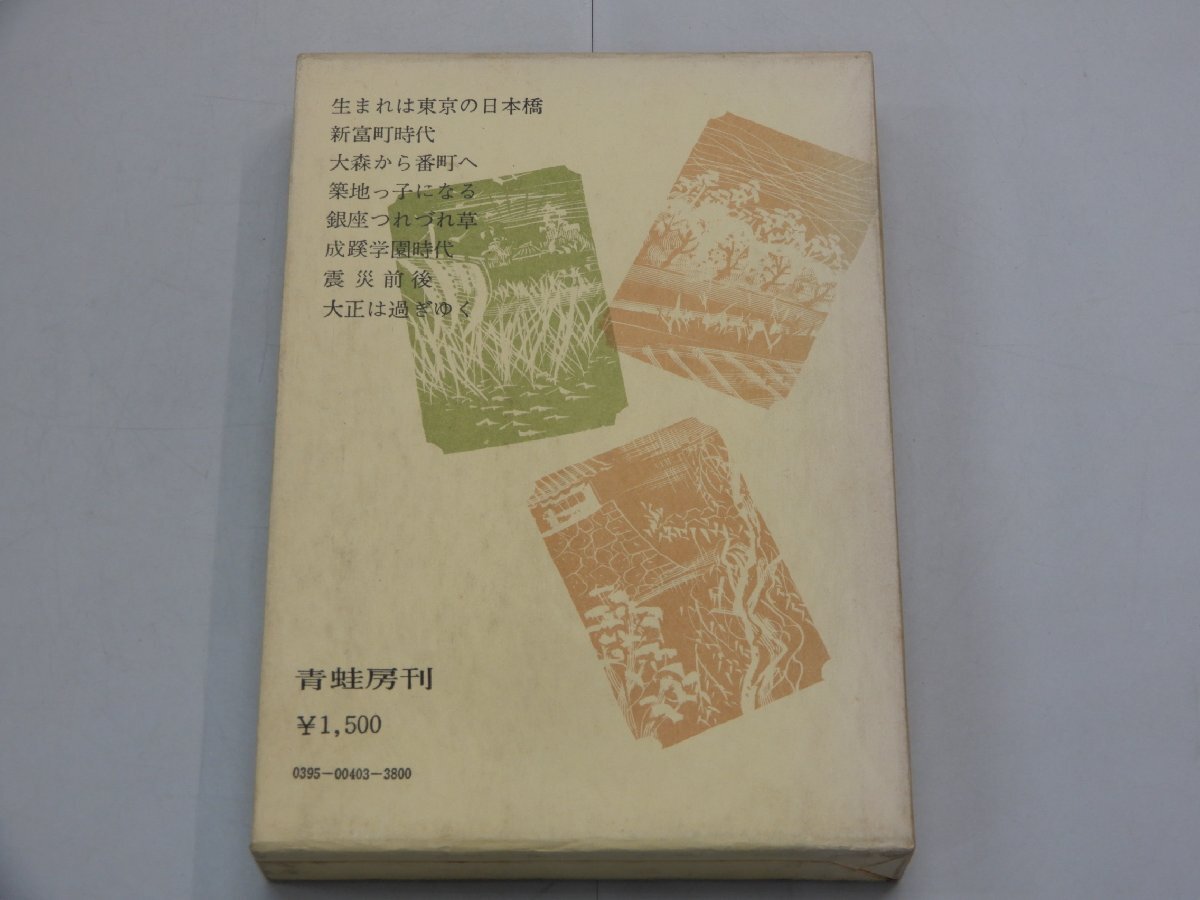 生まれは東京の日本橋
新富町時代
大森から番町へ
築地っ子になる
銀座つれづれ草
成蹊学園時代
震災前後
大正は過ぎゆく
青蛙房刊
¥1,500
0395-00403-3800